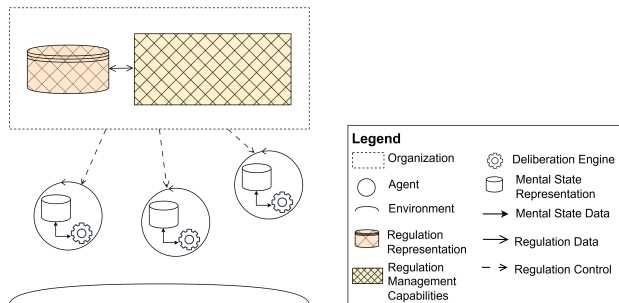 Legend
Organization
Agent
Environment
Regulation
Representation
Regulation
Management
Capabilities
Deliberation Engine
Mental State
Representation
Mental State Data
Regulation Data
Regulation Control